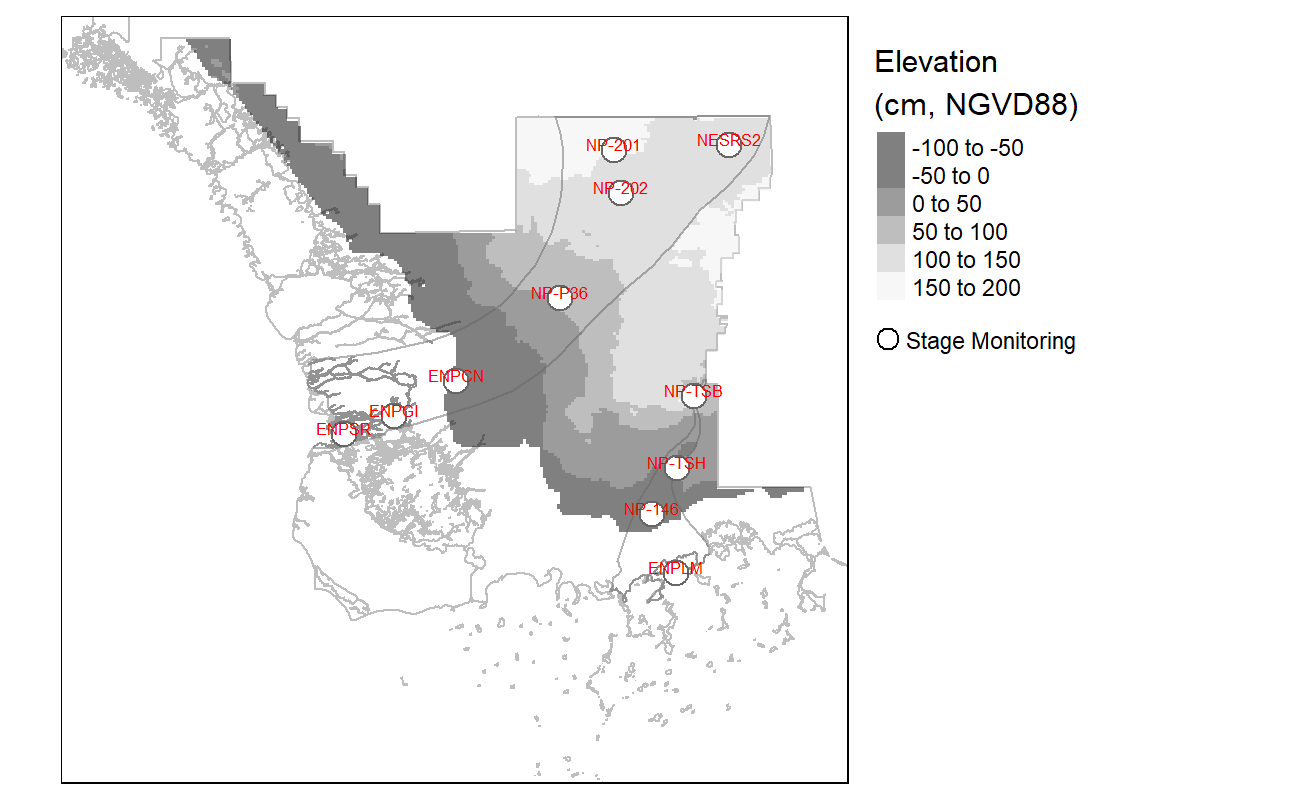 Elevation
(cm, NGVD88)
-100 to -50
-50 to 0
0 to 50
50 to 100
100 to 150
150 to 200
Stage Monitoring
NESRS2
NP-201
NP-202
NP-P36
ENPCN
NP-TSB
ENPGI
ENPSR
NP-TSH
NP-146
ENPLM